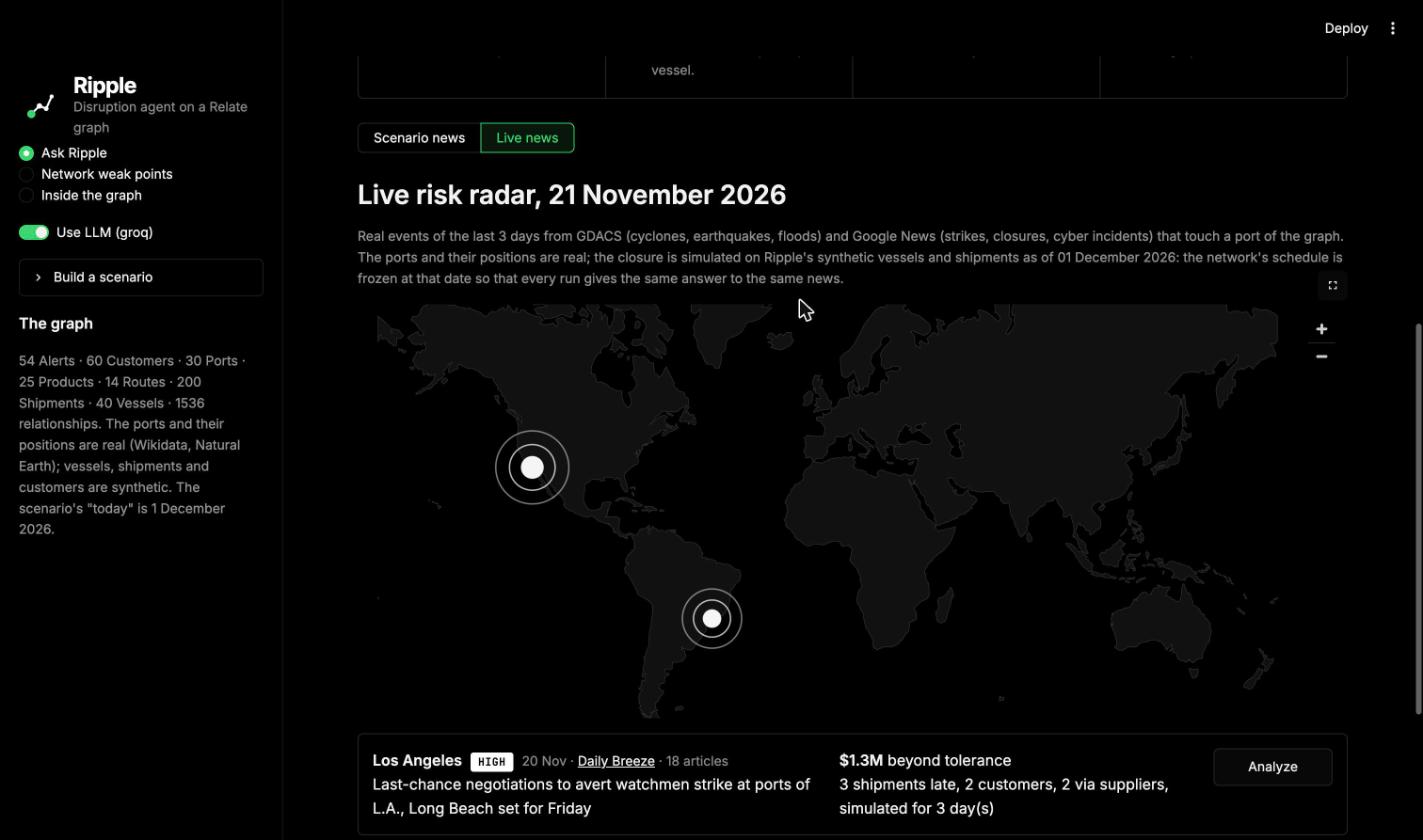 Deploy
Ripple
Disruption agent on a Relate
graph
Ask Ripple
Network weak points
Inside the graph
Use LLM (groq)
Build a scenario
The graph
54 Alerts · 60 Customers · 30 Ports ·
25 Products · 14 Routes · 200
Shipments · 40 Vessels · 1536
relationships. The ports and their
positions are real (Wikidata, Natural
Earth); vessels, shipments and
customers are synthetic. The
scenario's "today" is 1 December
2026.
vessel.
Scenario news
Live news
Live risk radar, 21 November 2026
Real events of the last 3 days from GDACS (cyclones, earthquakes, floods) and Google News (strikes, closures, cyber incidents) that touch a port of the graph.
The ports and their positions are real; the closure is simulated on Ripple's synthetic vessels and shipments as of 01 December 2026: the network's schedule is
frozen at that date so that every run gives the same answer to the same news.
+
−
Los Angeles HIGH 20 Nov · Daily Breeze · 18 articles
Last-chance negotiations to avert watchmen strike at ports of
L.A., Long Beach set for Friday
$1.3M beyond tolerance
3 shipments late, 2 customers, 2 via suppliers,
simulated for 3 day(s)
Analyze